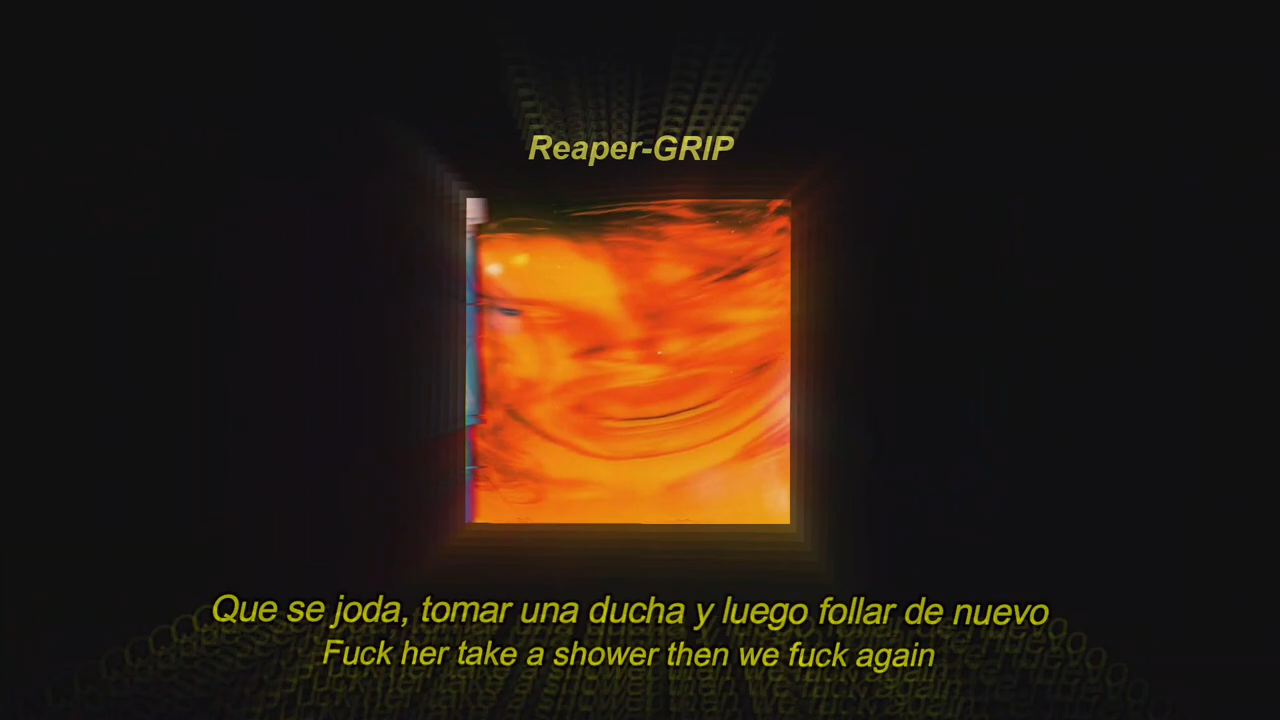 Reaper-GRIP
Que se joda, tomar una ducha y luego follar de nuevo
Fuck her take a shower then we fuck again